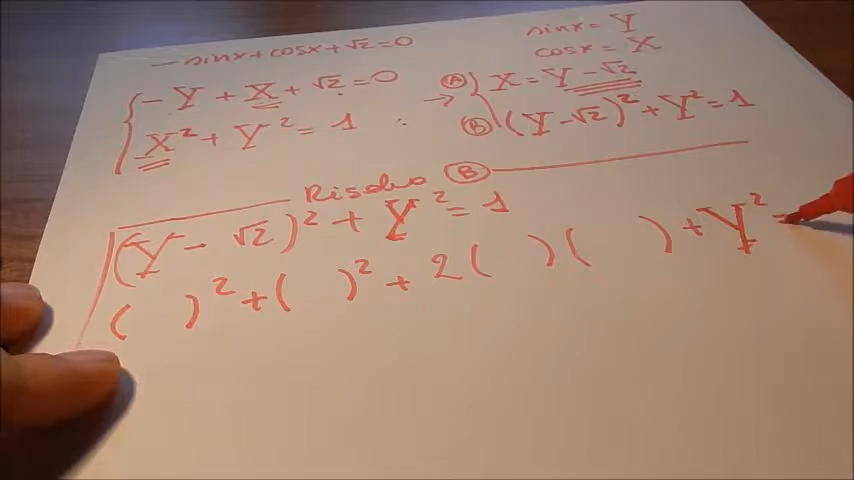 sinx = Y
- sinx + cosx + √2 = 0
cosx = X
{ - Y + X + √2 = 0
X² + Y² = 1
→ { Ⓐ X = Y - √2
Ⓑ (Y - √2)² + Y² = 1
Risolvo Ⓑ
(Y - √2)² + Y² = 1
( )² + ( )² + 2( )( ) + Y² =